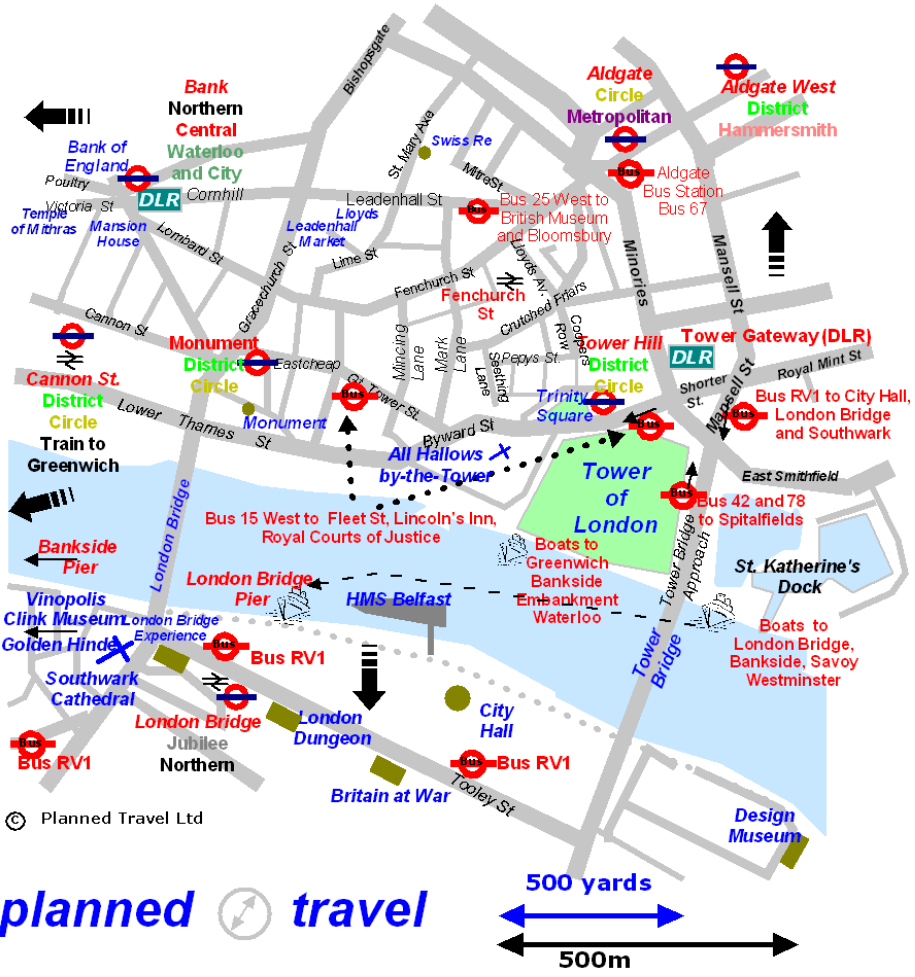 Bishopsgate
Bank
Northern
Central
Waterloo
and City
Bank of
England
Poultry
Victoria St
DLR
Cornhill
Temple
of Mithras
Mansion
House
Lombard St
St. Mary Axe
Swiss Re
Mitre St
Leadenhall St
Bus
Bus 25 West to
British Museum
and Bloomsbury
Lloyds
Leadenhall
Market
Lime St
Gracechurch St
Aldgate
Circle
Metropolitan
Aldgate West
District
Hammersmith
Bus
Aldgate
Bus Station
Bus 67
Minories
Mansell St
Fenchurch St
Fenchurch
St
Lloyds Av.
Crutched Friars
Coopers
Row
Cannon St
Cannon St.
District
Circle
Train to
Greenwich
Monument
District
Circle
Eastcheap
Monument
Mincing
Lane
Mark
Lane
Seething
Lane
Pepys St
Tower Hill
District
Circle
Tower Gateway (DLR)
DLR
Trinity
Square
Shorter
St.
Royal Mint St
Mansell St
Bus
Bus RV1 to City Hall,
London Bridge
and Southwark
Lower
Thames
St
Gt. Tower St
Bus
Byward St
All Hallows
by-the-Tower
Bus
Tower
of
London
East Smithfield
Bus
Bus 42 and 78
to Spitalfields
Bus 15 West to Fleet St, Lincoln's Inn,
Royal Courts of Justice
London Bridge
Bankside
Pier
London Bridge
Pier
HMS Belfast
Boats to
Greenwich
Bankside
Embankment
Waterloo
Tower Bridge
Approach
St. Katherine's
Dock
Tower
Bridge
Boats to
London Bridge,
Bankside, Savoy
Westminster
Vinopolis
Clink Museum
Golden Hinde
London Bridge
Experience
Southwark
Cathedral
Bus
Bus RV1
London Bridge
Jubilee
Northern
Bus
Bus RV1
London
Dungeon
City
Hall
Bus
Bus RV1
Britain at War
Tooley St
Design
Museum
© Planned Travel Ltd
planned travel
500 yards
500m